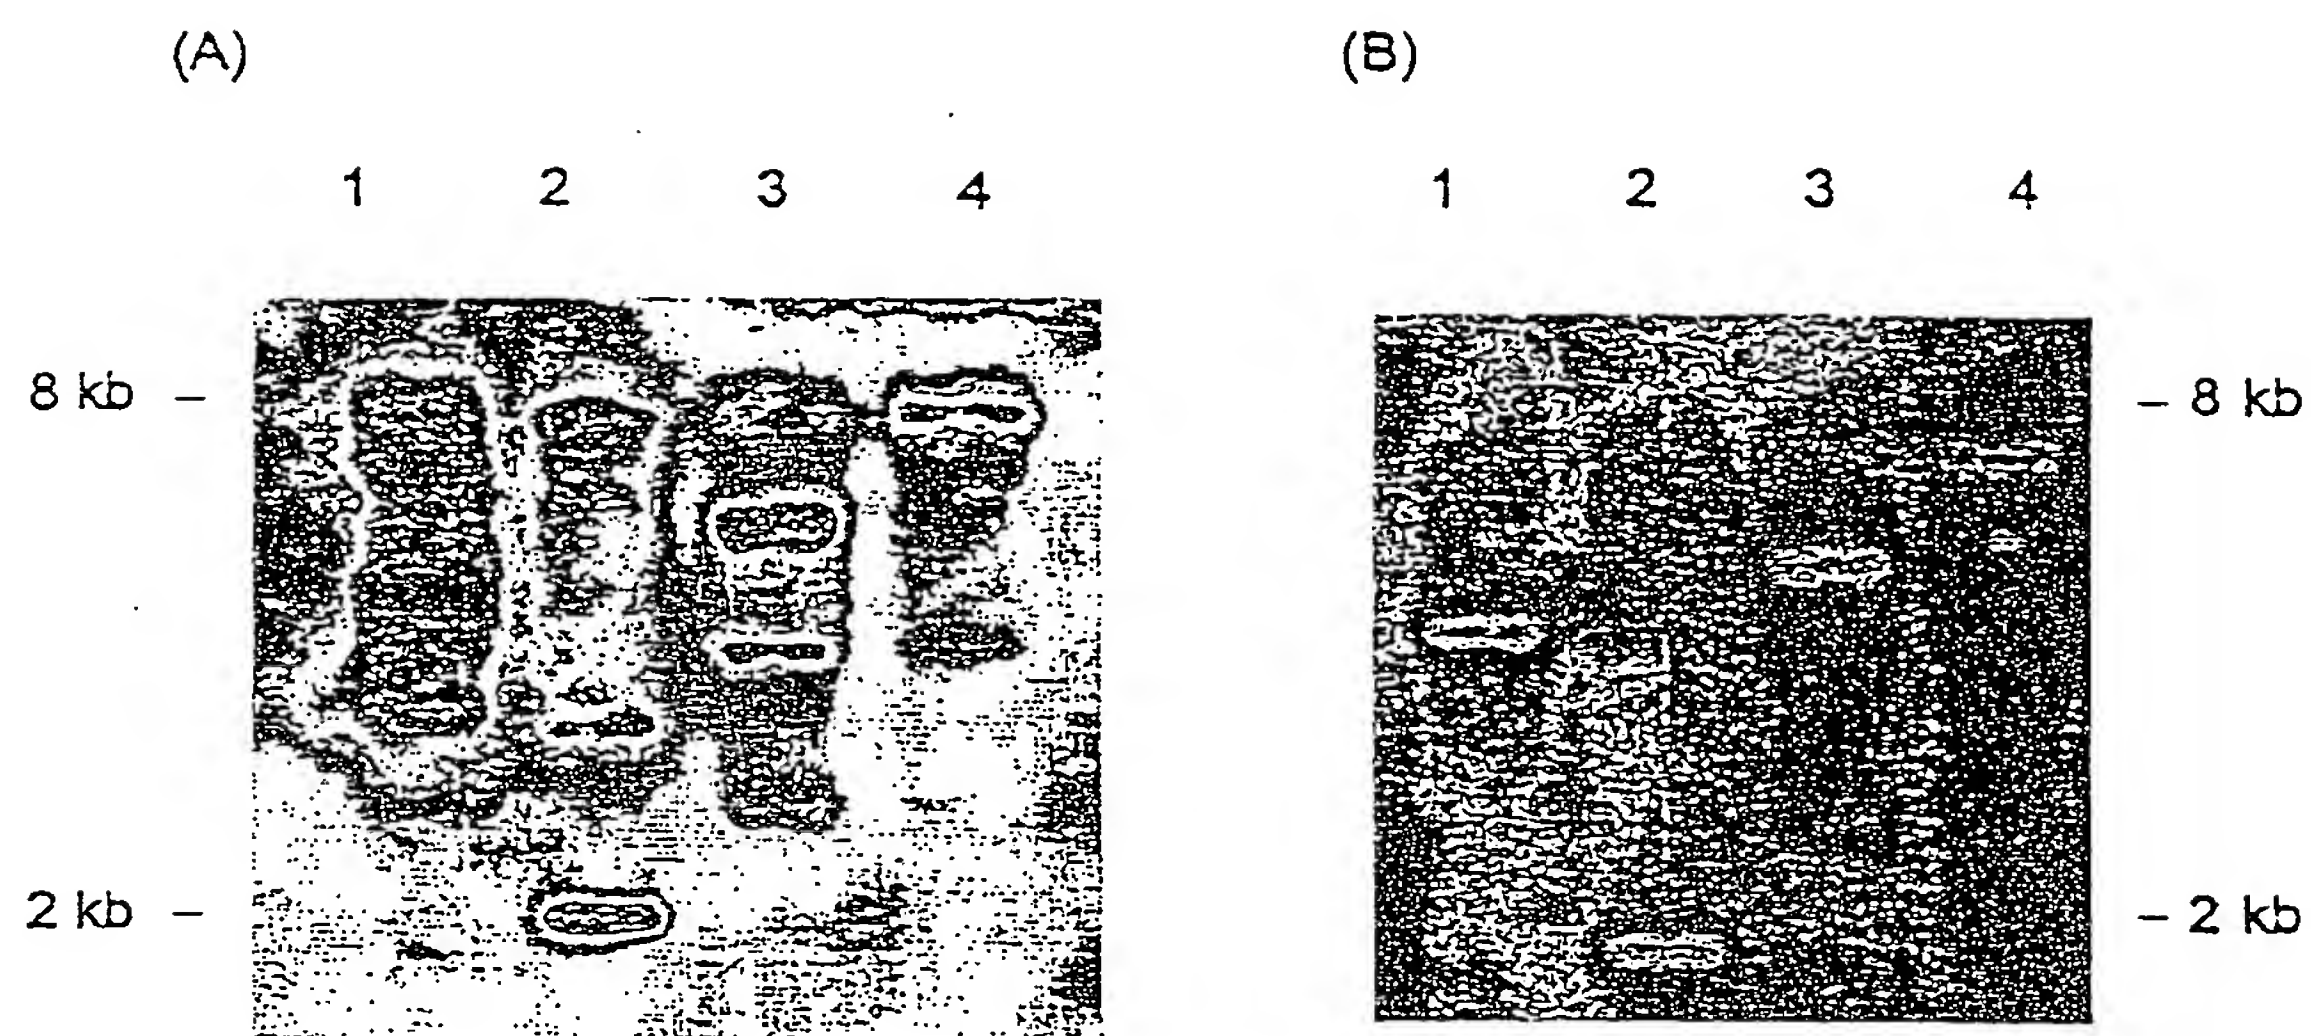 (A) (B)
1 2 3 4 1 2 3 4
8 kb – – 8 kb
2 kb – – 2 kb